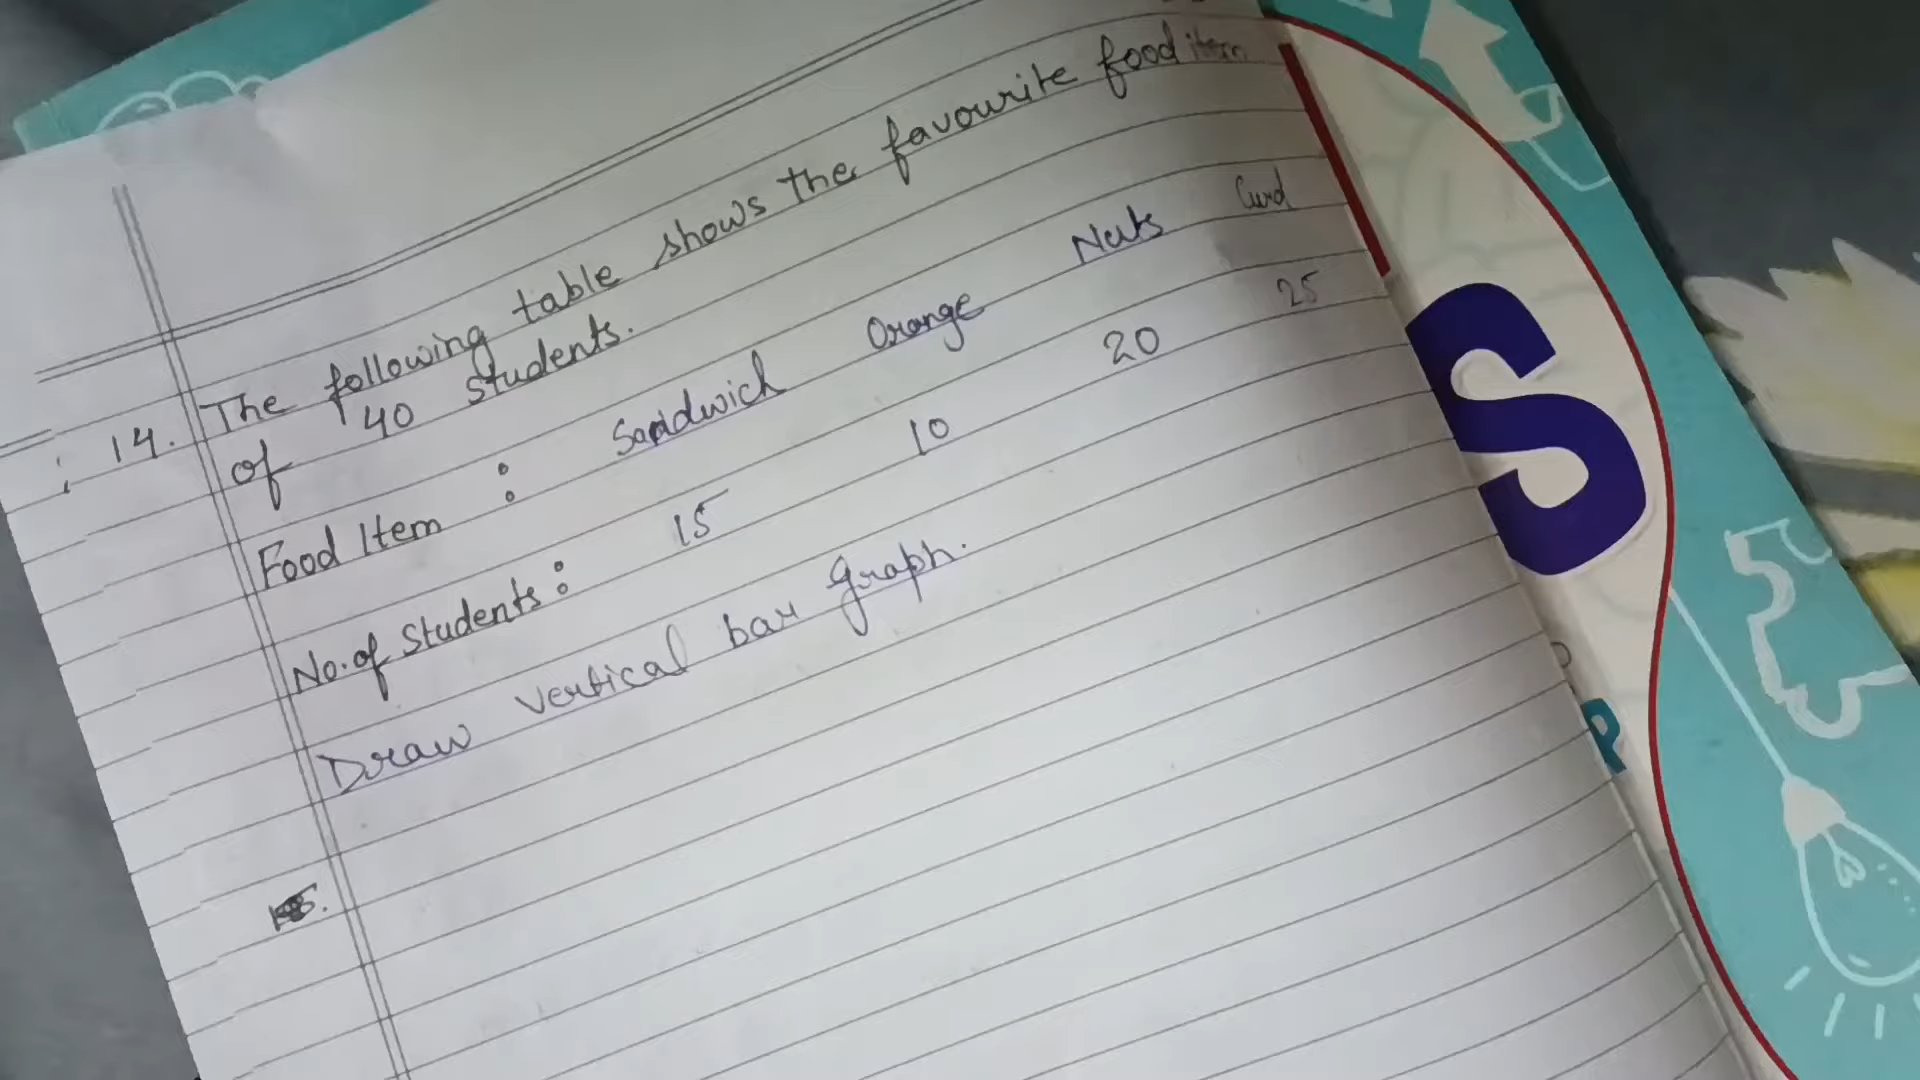 14. The following table shows the favourite food item
of 40 students.
Food Item : Sandwich Orange Nuts Curd
No. of Students : 15 10 20 25
Draw vertical bar graph.
S
P